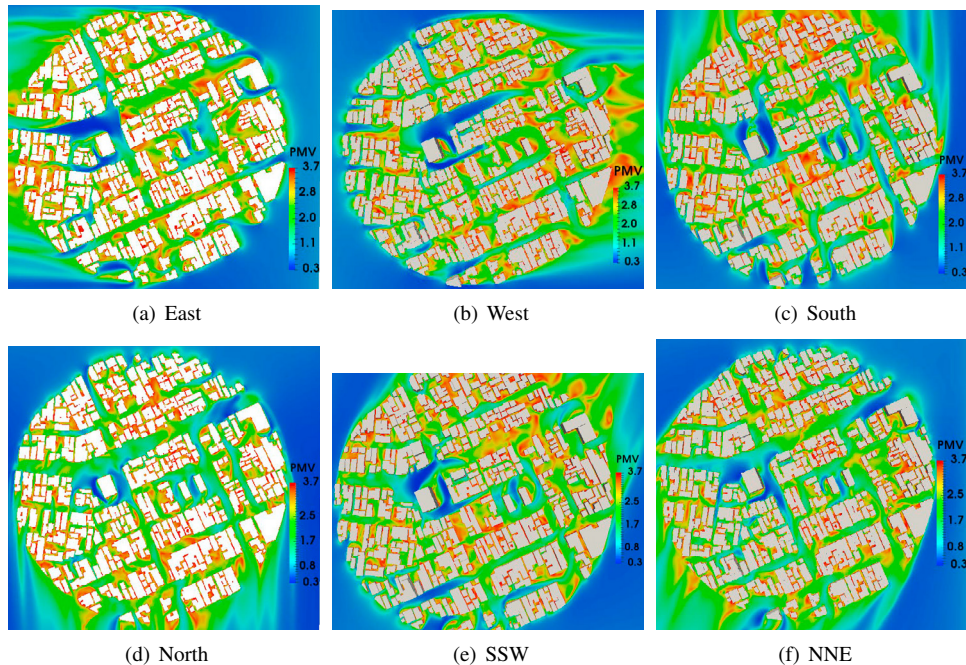 PMV
3.7
2.8
2.0
1.1
0.3
PMV
3.7
2.8
2.0
1.1
0.3
PMV
3.7
2.8
2.0
1.1
0.3
(a) East
(b) West
(c) South
PMV
3.7
2.5
1.7
0.8
0.3
PMV
3.7
2.5
1.7
0.8
0.3
PMV
3.7
2.5
1.7
0.8
0.3
(d) North
(e) SSW
(f) NNE